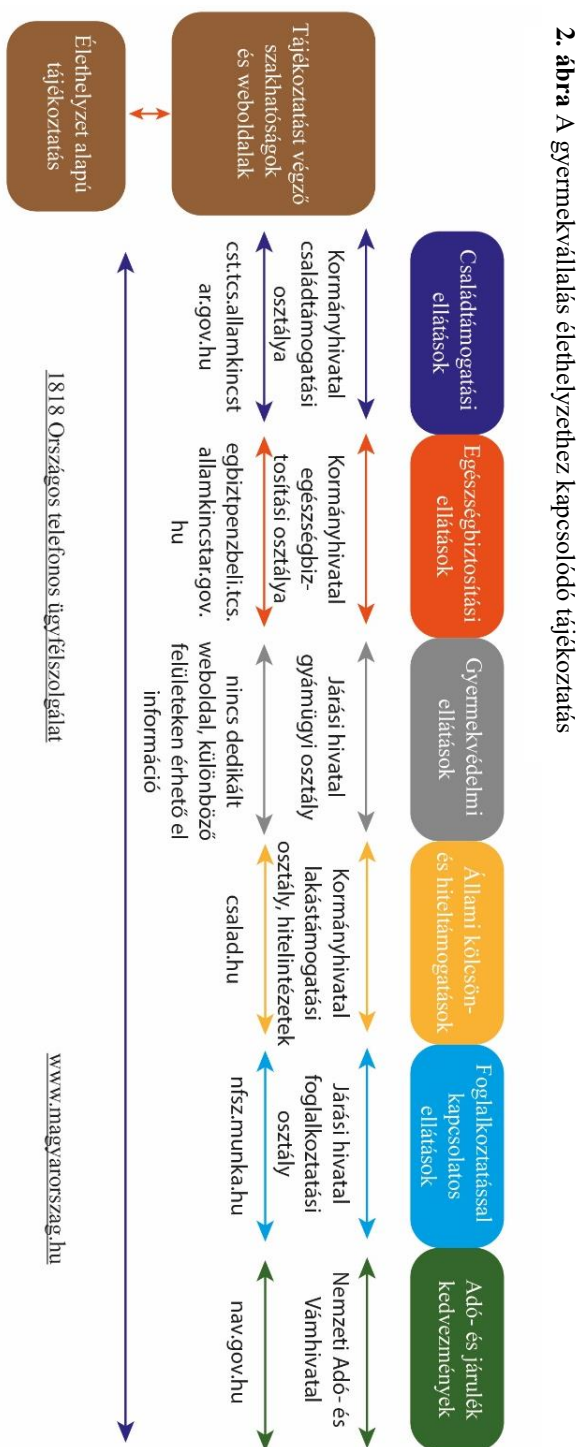 2. ábra A gyermekvállalás élethelyzethez kapcsolódó tájékoztatás
Családtámogatási
ellátások
Egészségbiztosítási
ellátások
Gyermekvédelmi
ellátások
Állami kölcsön-
és hiteltámogatások
Foglalkoztatással
kapcsolatos
ellátások
Adó- és járulék
kedvezmények
Tájékoztatást végző
szakhatóságok
és weboldalak
Kormányhivatal
családtámogatási
osztálya
cst.tcs.allamkincst
ar.gov.hu
Kormányhivatal
egészségbiz-
tosítási osztálya
egbiztpenzbeli.tcs.
allamkincstar.gov.
hu
Járási hivatal
gyámügyi osztály
nincs dedikált
weboldal, különböző
felületeken érhető el
információ
Kormányhivatal
lakástámogatási
osztály, hitelintézetek
csalad.hu
Járási hivatal
foglalkoztatási
osztály
nfsz.munka.hu
Nemzeti Adó- és
Vámhivatal
nav.gov.hu
Élethelyzet alapú
tájékoztatás
1818 Országos telefonos ügyfélszolgálat
www.magyarorszag.hu